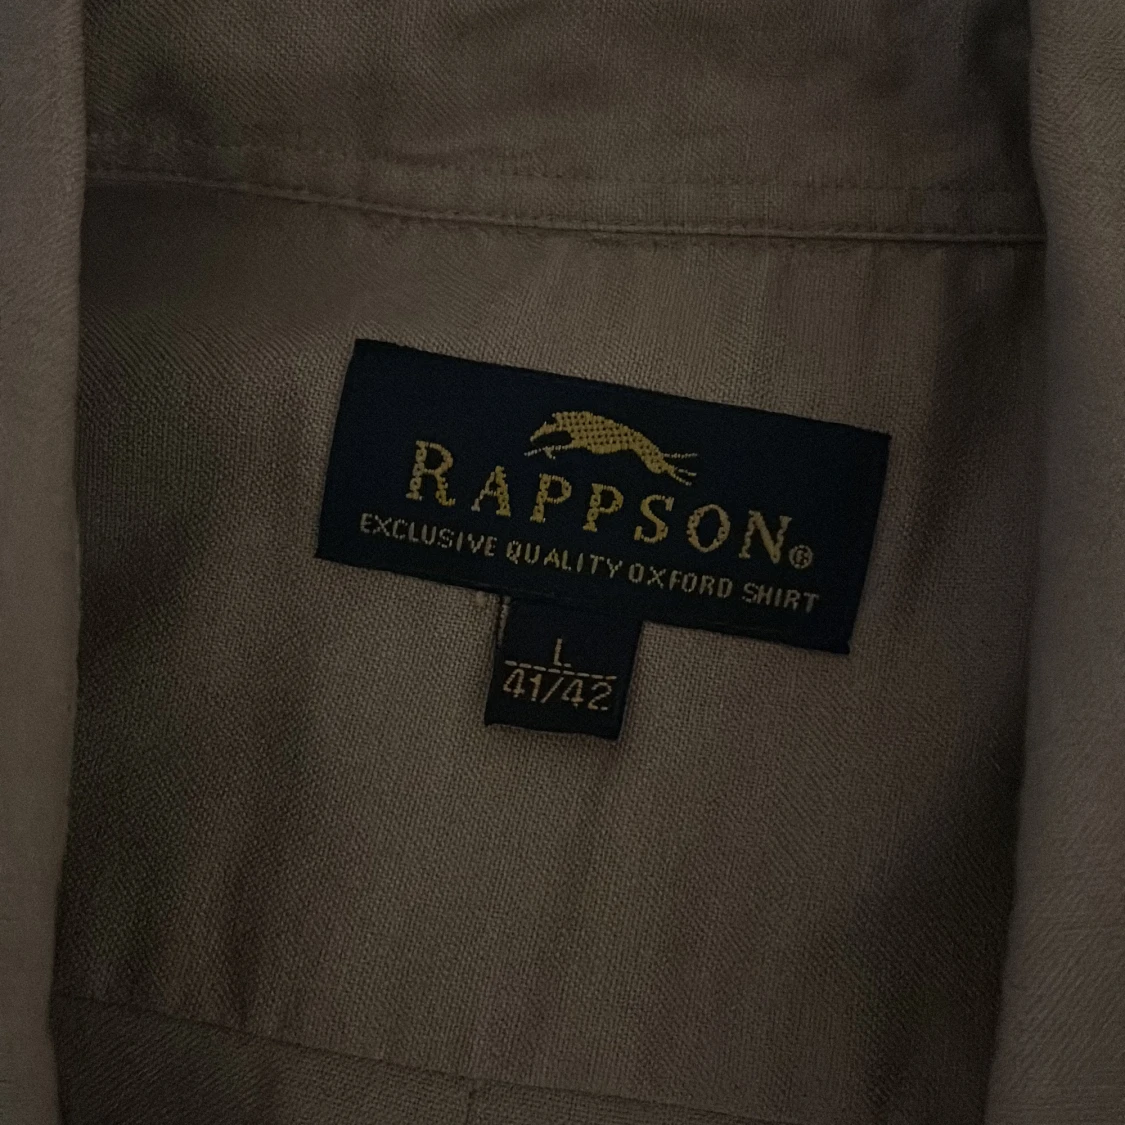 RAPPSON®
EXCLUSIVE QUALITY OXFORD SHIRT
L
41/42